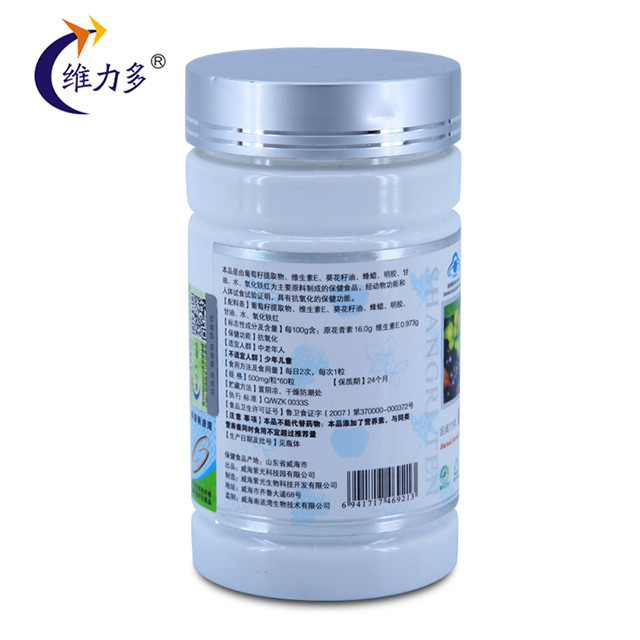 维力多®
本品是由葡萄籽提取物、维生素E、葵花籽油、蜂蜡、明胶、甘
油、水、氧化铁红为主要原料制成的保健食品，经动物功能和
人体试食试验证明，具有抗氧化的保健功能。
【配料表】葡萄籽提取物、维生素E、葵花籽油、蜂蜡、明胶、
甘油、水、氧化铁红
【标志性成分及含量】每100g含：原花青素 16.0g 维生素E 0.973g
【保健功能】抗氧化
【适宜人群】中老年人
【不适宜人群】少年儿童
【食用方法及食用量】每日2次，每次1粒
【规 格】500mg/粒*60粒 【保质期】24个月
【贮藏方法】置阴凉、干燥防潮处
【执行 标准】Q/WZK 0033S
【食品卫生许可证号】鲁卫食证字（2007）第370000-000372号
【注意 事项】本品不能代替药物；本品添加了营养素，与同类
营养素同时食用不宜超过推荐量
【生产日期及批号】见瓶体
保健食品产地：山东省威海市
出品：威海紫光科技园有限公司
制造：威海紫光生物科技开发有限公司
地址：威海市齐鲁大道68号
监制：威海南波湾生物技术有限公司
6 941717 469213
SHANGRUITEN